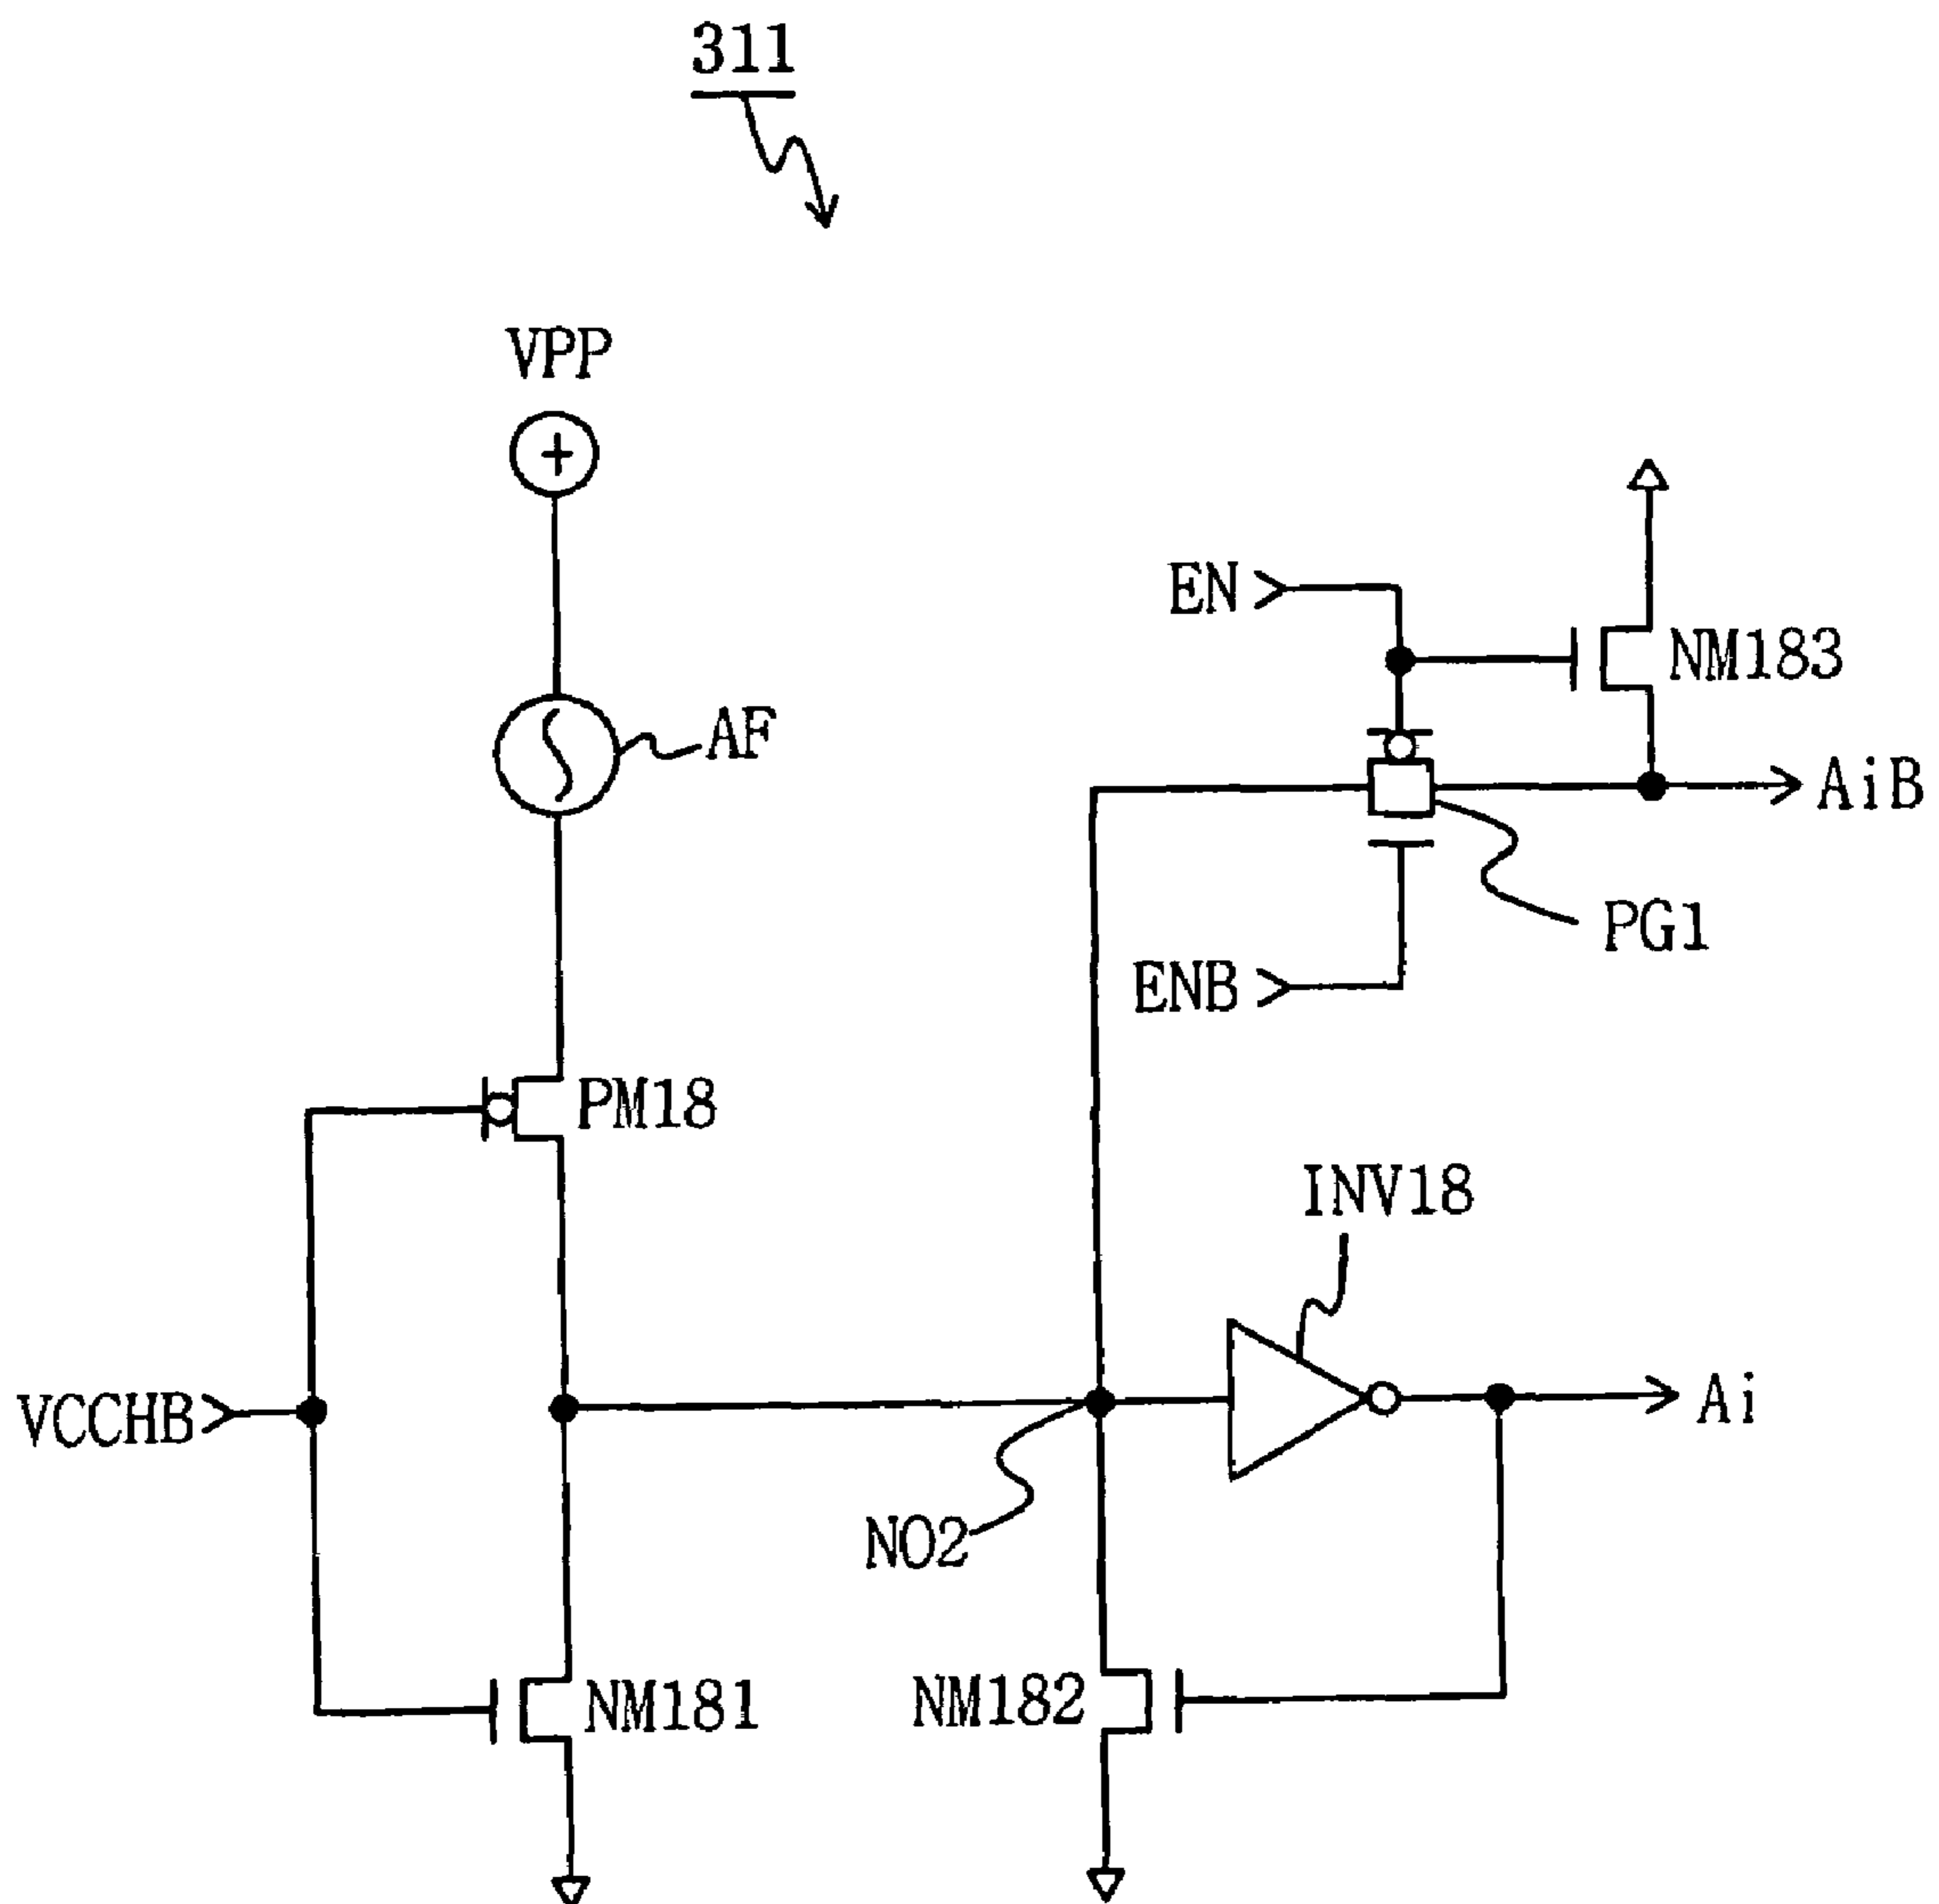 311
VPP
+
EN
NM183
AF
AiB
PG1
ENB
PM18
INV18
VCCHB
Ai
NO2
NM181
NM182